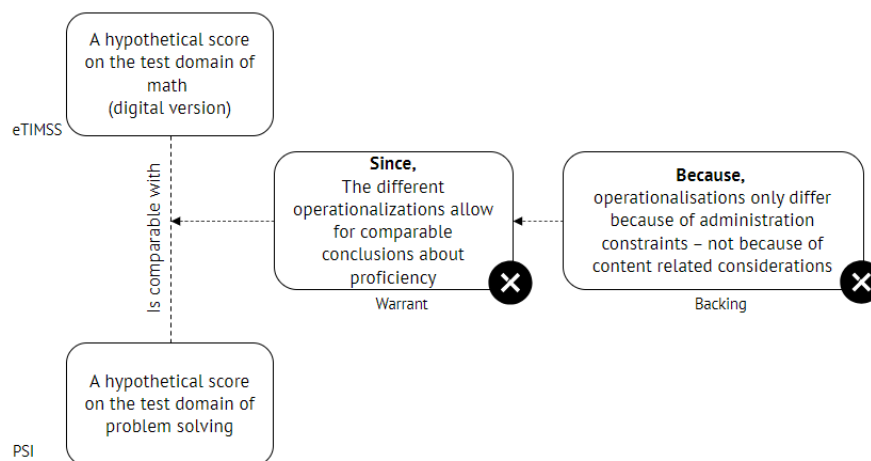 A hypothetical score
on the test domain of
math
(digital version)
eTIMSS
Is comparable with
Since,
The different
operationalizations allow
for comparable
conclusions about
proficiency
Warrant
Because,
operationalisations only differ
because of administration
constraints – not because of
content related considerations
Backing
A hypothetical score
on the test domain of
problem solving
PSI